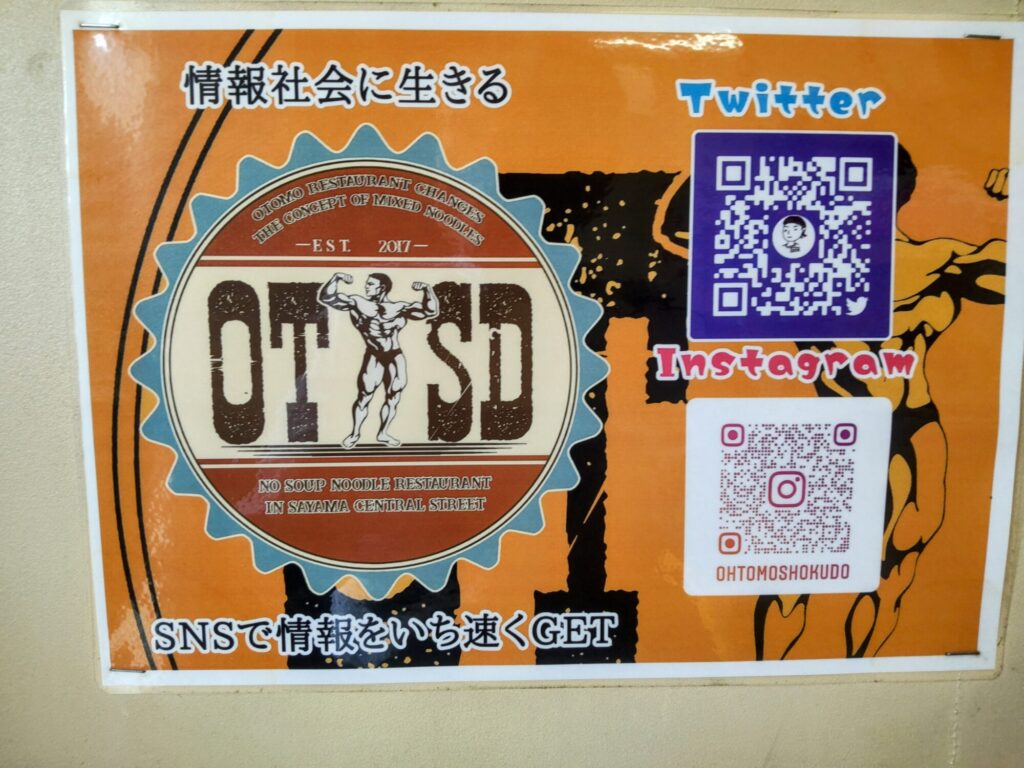 情報社会に生きる
OTOMO RESTAURANT CHANGES
THE CONCEPT OF MIXED NOODLES
—EST. 2017—
OT SD
NO SOUP NOODLE RESTAURANT
IN SAYAMA CENTRAL STREET
SNSで情報をいち速くGET
Twitter
Instagram
OHTOMOSHOKUDO